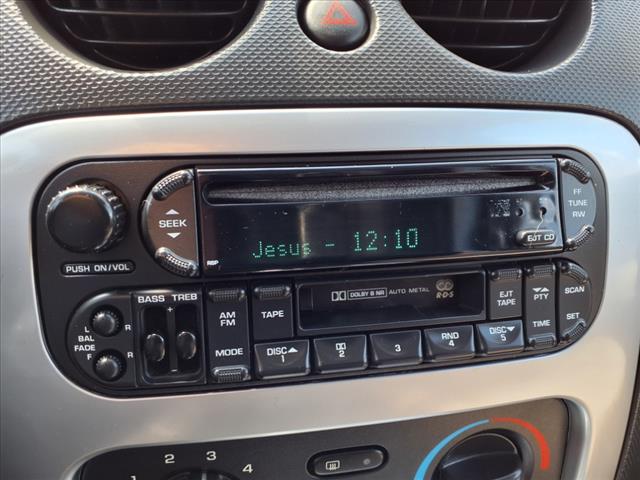 FF
TUNE
RW
SEEK
Jesus - 12:10
EJT CD
RSP
PUSH ON/VOL
BASS TREB
AM
FM
MODE
TAPE
DOLBY B NR AUTO METAL
R·D·S
EJT
TAPE
PTY
TIME
SCAN
SET
L
BAL
FADE
F
R
R
DISC
1
2
3
RND
4
DISC
5
1 2 3 4